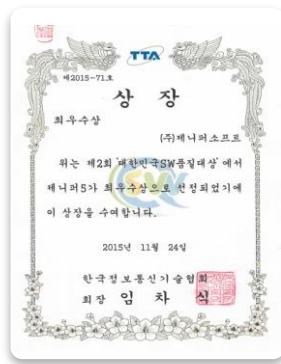 TTA
제2015-71호
상 장
최우수상
(주)제니퍼소프트
위는 제2회 '대한민국SW품질대상'에서
제니퍼5가 최우수상으로 선정되었기에
이 상장을 수여합니다.
2015년 11월 24일
한국정보통신기술협회
회장 임 차 식